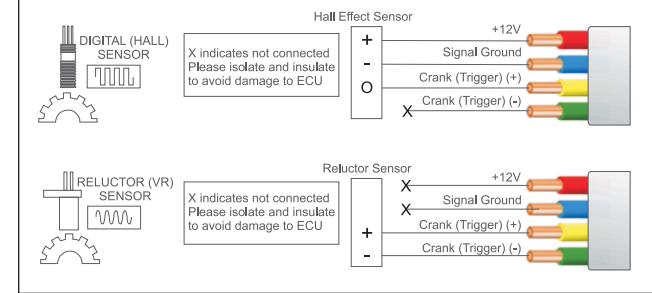 Hall Effect Sensor
DIGITAL (HALL)
SENSOR
X indicates not connected
Please isolate and insulate
to avoid damage to ECU
+
-
O
+12V
Signal Ground
Crank (Trigger) (+)
Crank (Trigger) (-)
X
Reluctor Sensor
RELUCTOR (VR)
SENSOR
X indicates not connected
Please isolate and insulate
to avoid damage to ECU
+
-
X
+12V
X
Signal Ground
Crank (Trigger) (+)
Crank (Trigger) (-)